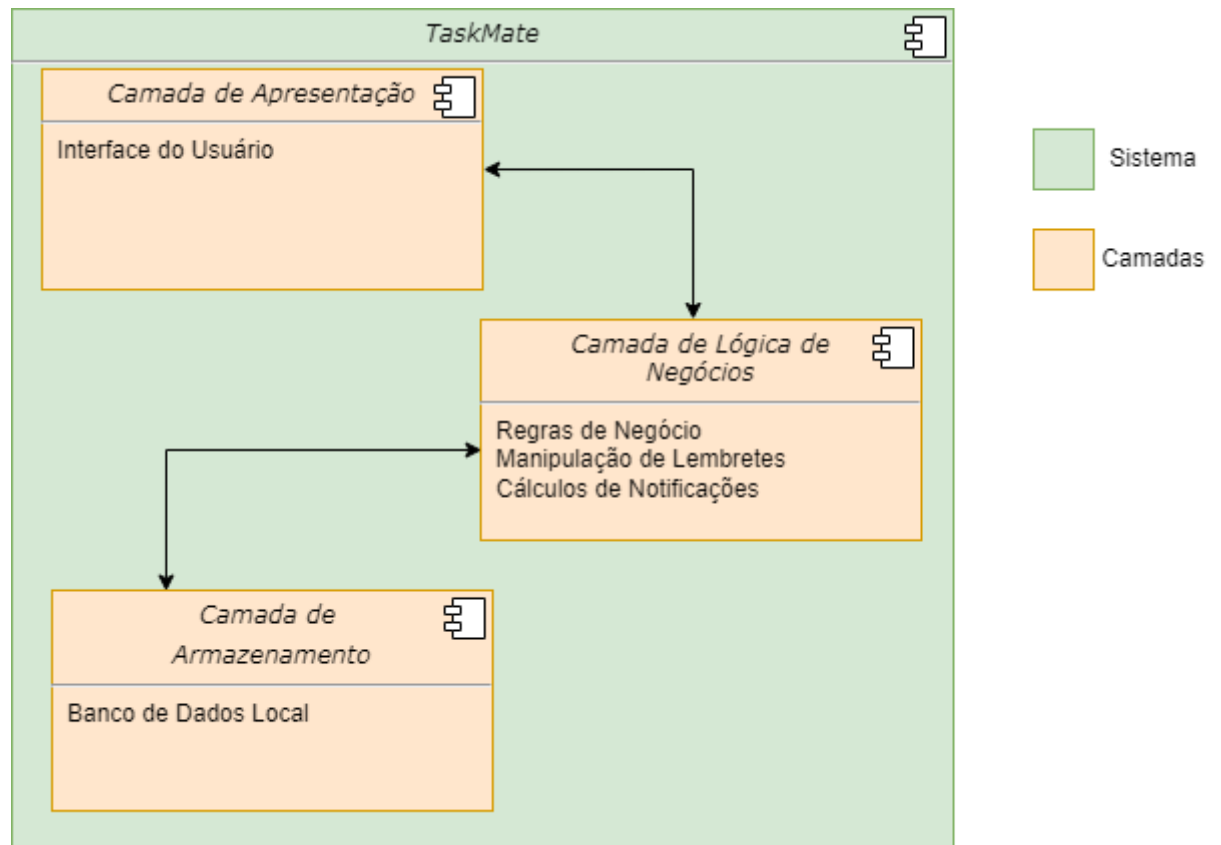 TaskMate
Camada de Apresentação
Interface do Usuário
Camada de Lógica de
Negócios
Regras de Negócio
Manipulação de Lembretes
Cálculos de Notificações
Camada de
Armazenamento
Banco de Dados Local
Sistema
Camadas